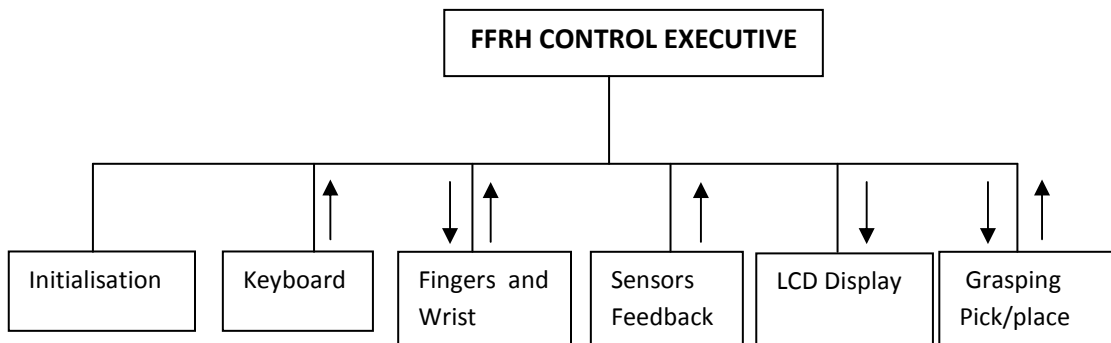 FFRH CONTROL EXECUTIVE
Initialisation
Keyboard
Fingers and
Wrist
Sensors
Feedback
LCD Display
Grasping
Pick/place